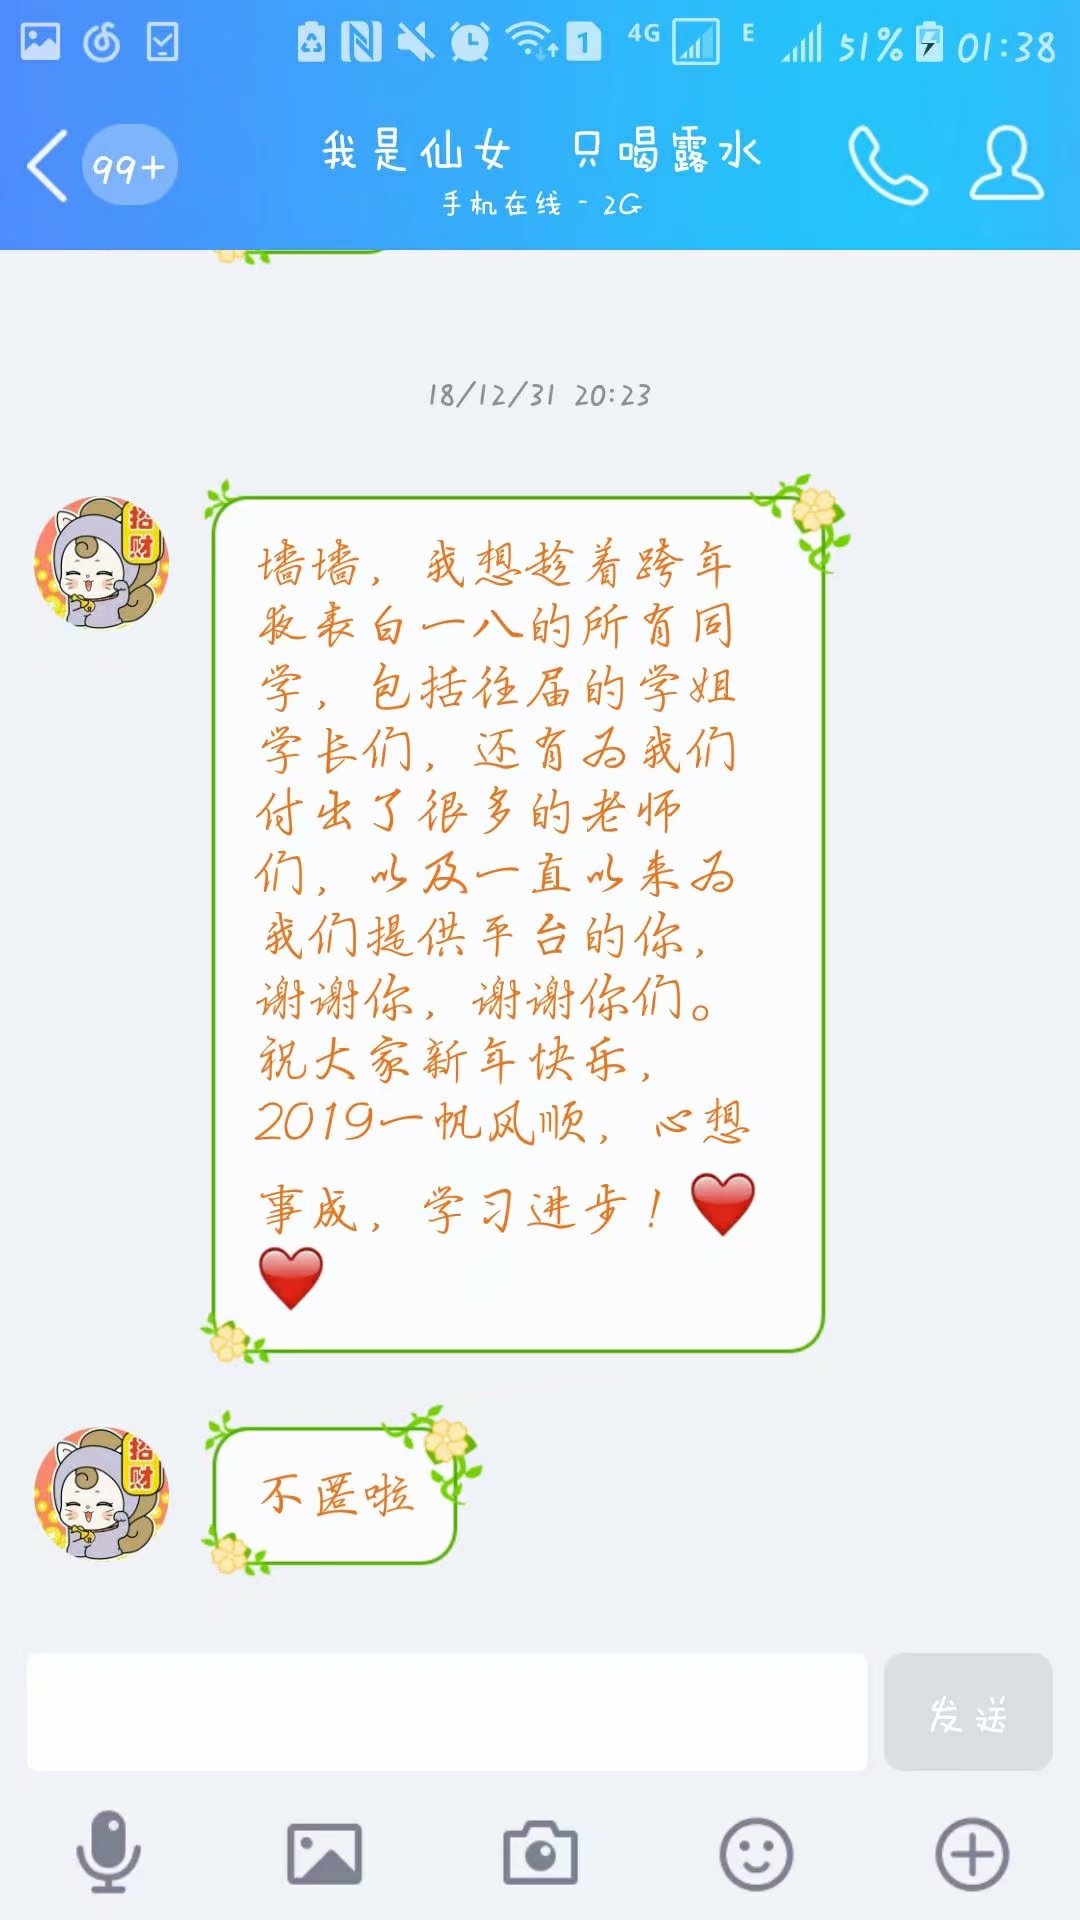 4G E 51% 01:38
99+
我是仙女 只喝露水
手机在线 - 2G
18/12/31 20:23
招财
墙墙，我想趁着跨年
夜表白一八的所有同
学，包括往届的学姐
学长们，还有为我们
付出了很多的老师
们，以及一直以来为
我们提供平台的你，
谢谢你，谢谢你们。
祝大家新年快乐，
2019一帆风顺，心想
事成，学习进步！❤️
❤️
招财
不匿啦
发送